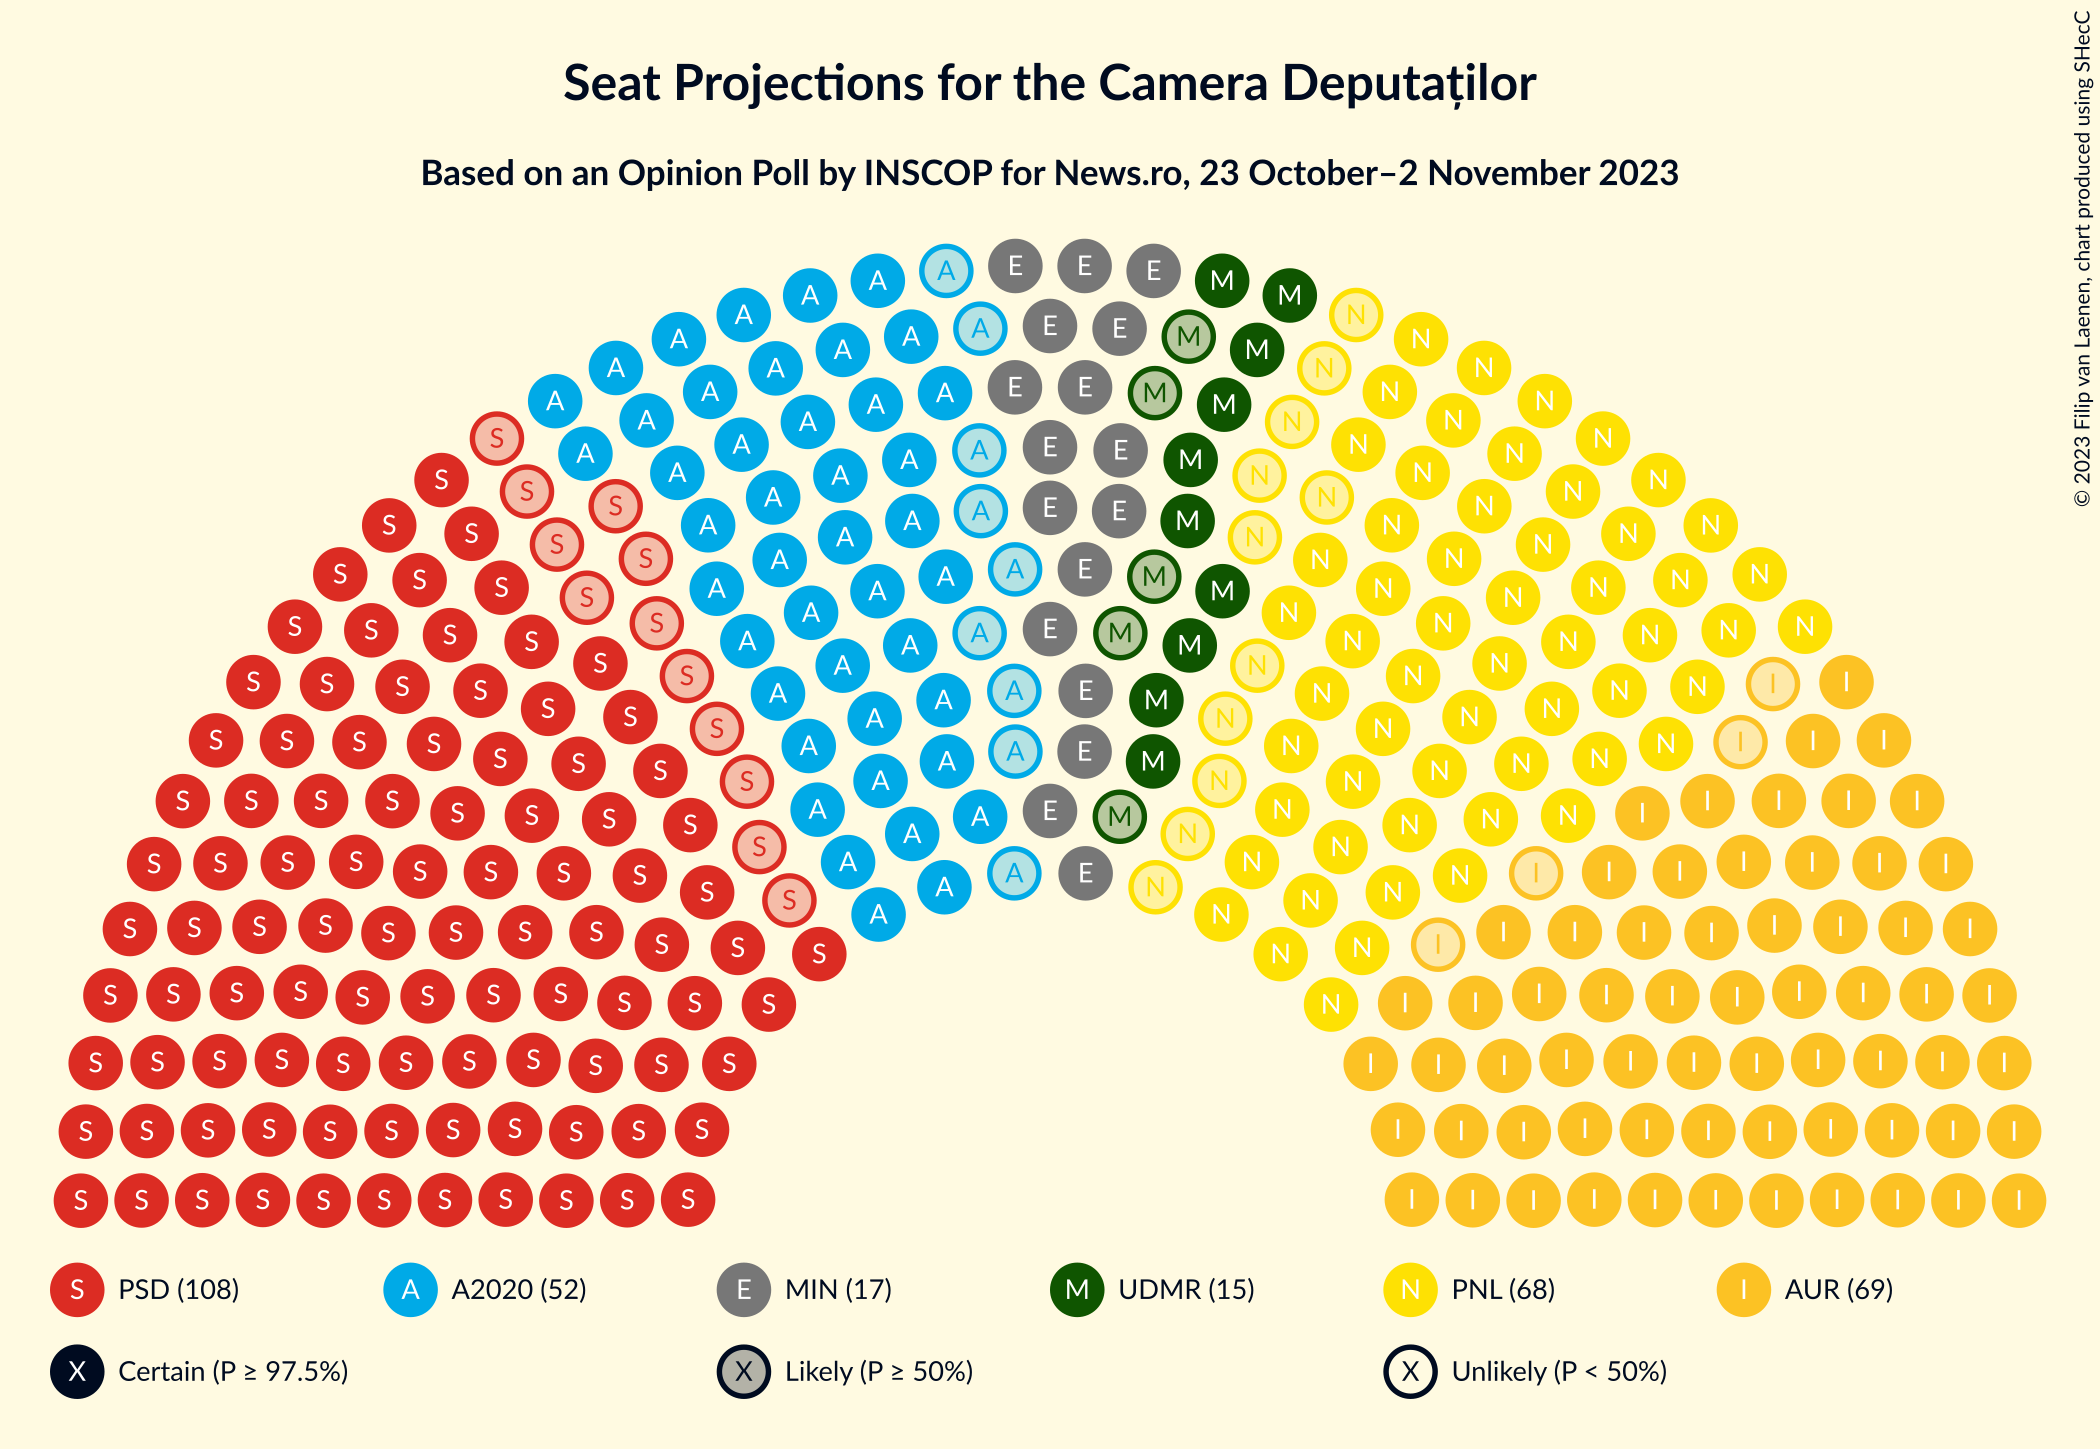 Seat Projections for the Camera Deputaților
Based on an Opinion Poll by INSCOP for News.ro, 23 October–2 November 2023
© 2023 Filip van Laenen, chart produced using SHecC
S PSD (108) A A2020 (52) E MIN (17) M UDMR (15) N PNL (68) I AUR (69)
X Certain (P ≥ 97.5%) X Likely (P ≥ 50%) X Unlikely (P < 50%)